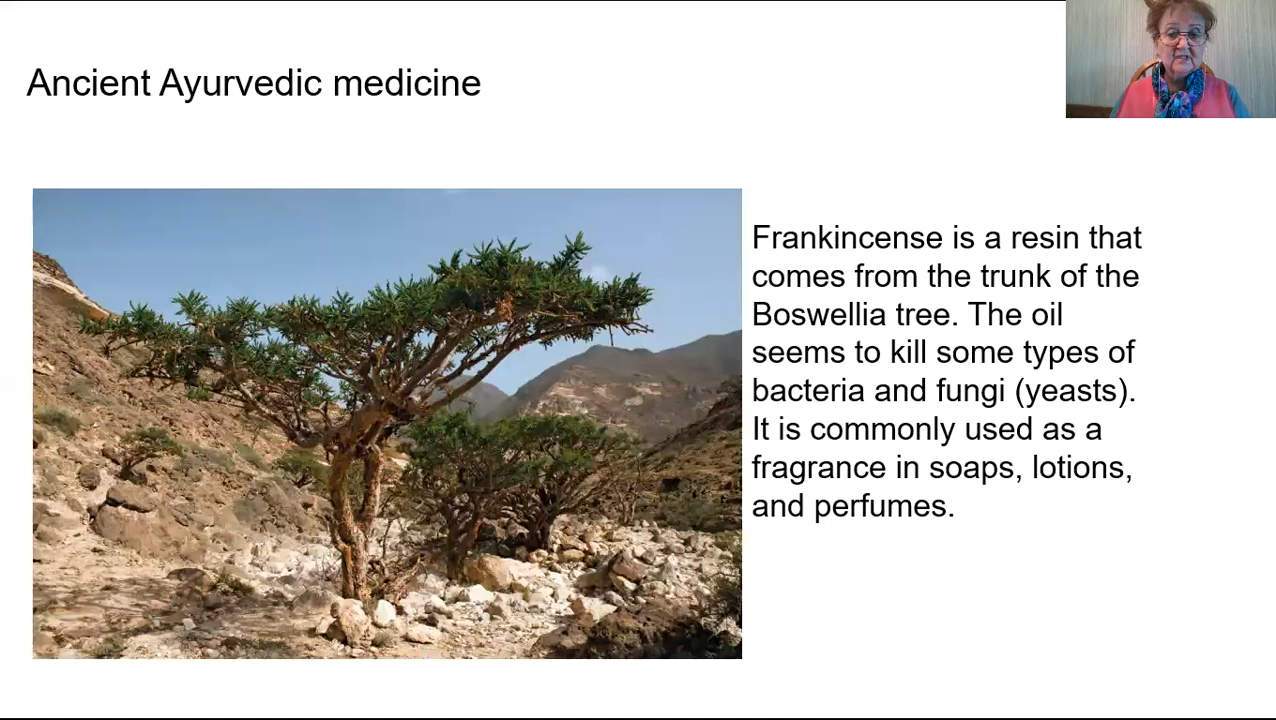 Ancient Ayurvedic medicine
Frankincense is a resin that
comes from the trunk of the
Boswellia tree. The oil
seems to kill some types of
bacteria and fungi (yeasts).
It is commonly used as a
fragrance in soaps, lotions,
and perfumes.